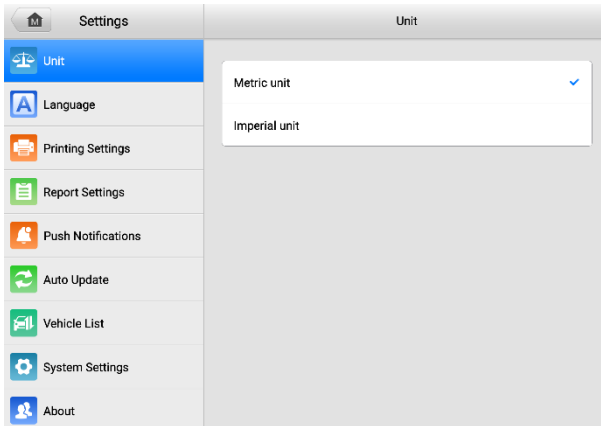 M
Settings
Unit
Unit
Metric unit
Imperial unit
A
Language
Printing Settings
Report Settings
Push Notifications
Auto Update
Vehicle List
System Settings
About